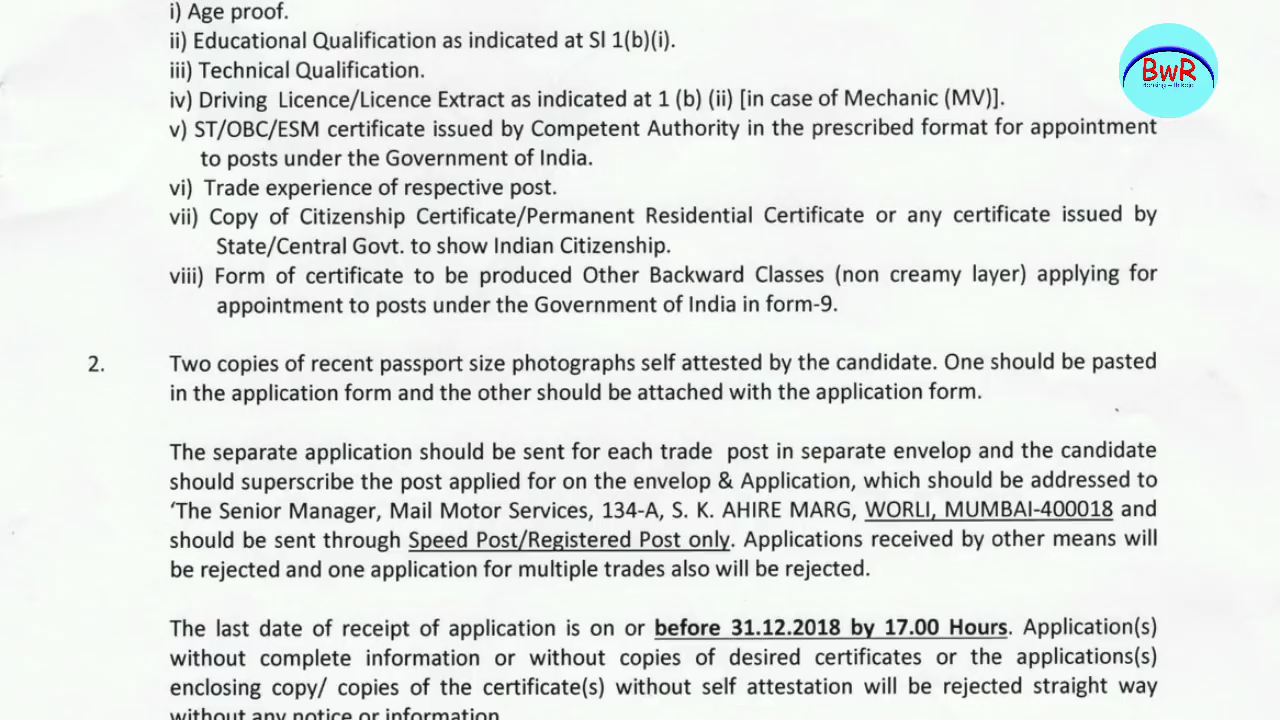 i) Age proof.
ii) Educational Qualification as indicated at Sl 1(b)(i).
iii) Technical Qualification.
iv) Driving Licence/Licence Extract as indicated at 1 (b) (ii) [in case of Mechanic (MV)].
v) ST/OBC/ESM certificate issued by Competent Authority in the prescribed format for appointment
to posts under the Government of India.
vi) Trade experience of respective post.
vii) Copy of Citizenship Certificate/Permanent Residential Certificate or any certificate issued by
State/Central Govt. to show Indian Citizenship.
viii) Form of certificate to be produced Other Backward Classes (non creamy layer) applying for
appointment to posts under the Government of India in form-9.
2. Two copies of recent passport size photographs self attested by the candidate. One should be pasted
in the application form and the other should be attached with the application form.
The separate application should be sent for each trade post in separate envelop and the candidate
should superscribe the post applied for on the envelop & Application, which should be addressed to
‘The Senior Manager, Mail Motor Services, 134-A, S. K. AHIRE MARG, WORLI, MUMBAI-400018 and
should be sent through Speed Post/Registered Post only. Applications received by other means will
be rejected and one application for multiple trades also will be rejected.
The last date of receipt of application is on or before 31.12.2018 by 17.00 Hours. Application(s)
without complete information or without copies of desired certificates or the applications(s)
enclosing copy/ copies of the certificate(s) without self attestation will be rejected straight way
without any notice or information
BwR